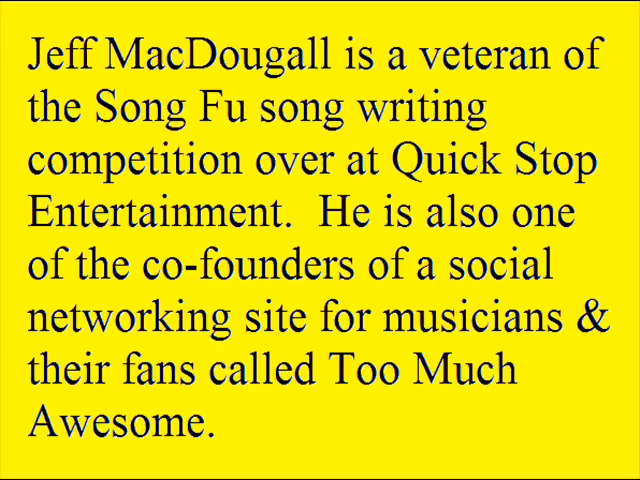 Jeff MacDougall is a veteran of
the Song Fu song writing
competition over at Quick Stop
Entertainment.  He is also one
of the co-founders of a social
networking site for musicians &
their fans called Too Much
Awesome.